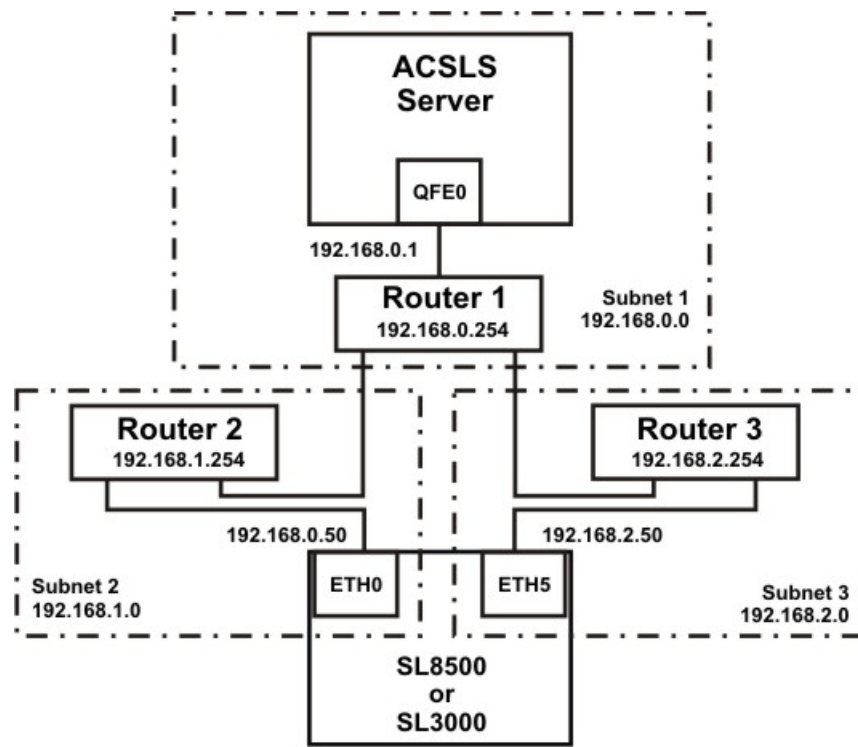 ACSLS
Server
QFE0
192.168.0.1
Router 1
192.168.0.254
Subnet 1
192.168.0.0
Router 2
192.168.1.254
Router 3
192.168.2.254
192.168.0.50
192.168.2.50
Subnet 2
192.168.1.0
ETH0
ETH5
Subnet 3
192.168.2.0
SL8500
or
SL3000